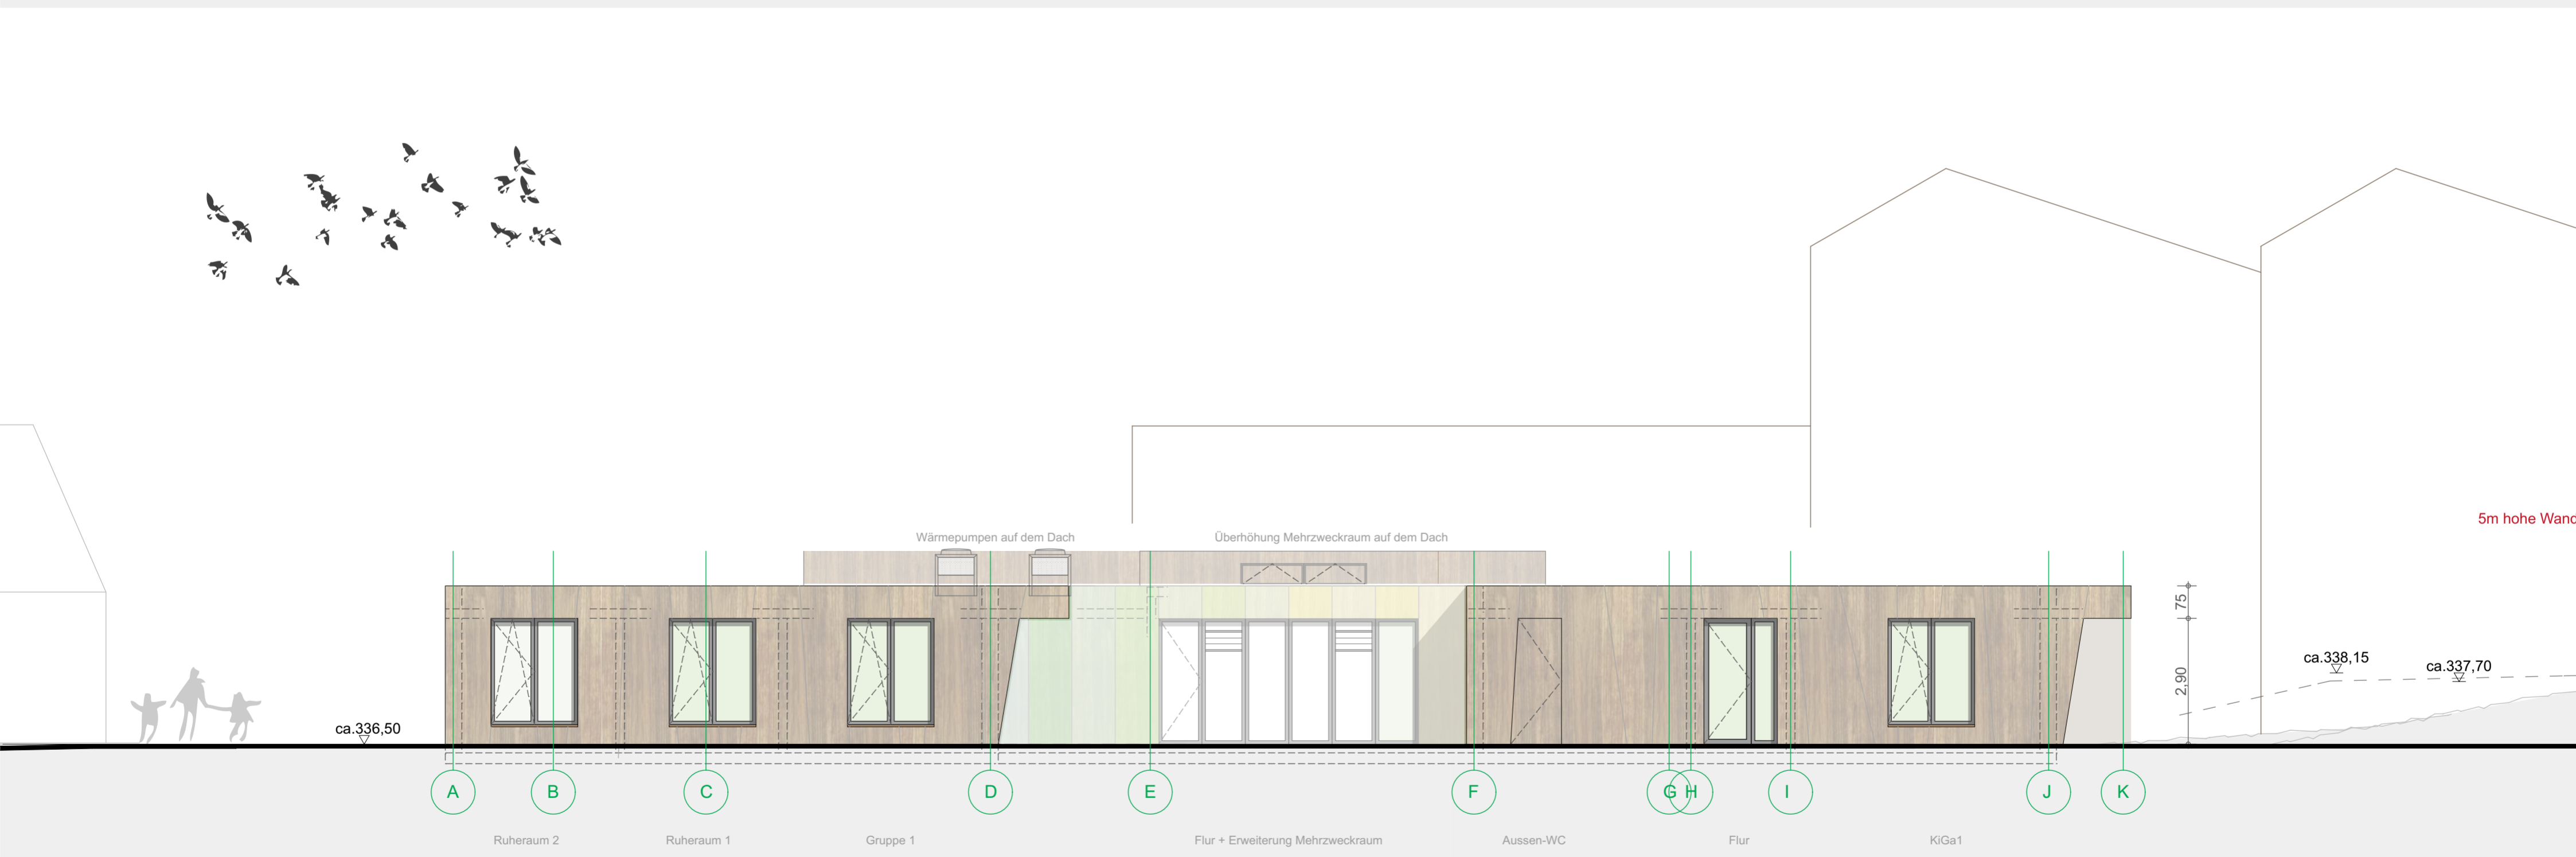 5m hohe Wand
Wärmepumpen auf dem Dach
Überhöhung Mehrzweckraum auf dem Dach
75
2,90
ca.338,15
ca.337,70
ca.336,50
A
B
C
D
E
F
G
H
I
J
K
Ruheraum 2
Ruheraum 1
Gruppe 1
Flur + Erweiterung Mehrzweckraum
Aussen-WC
Flur
KiGa1